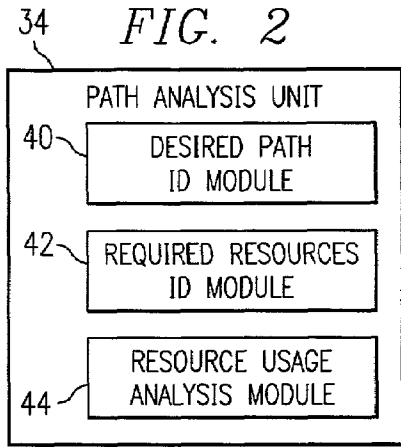 34
FIG. 2
PATH ANALYSIS UNIT
40
DESIRED PATH
ID MODULE
42
REQUIRED RESOURCES
ID MODULE
RESOURCE USAGE
ANALYSIS MODULE
44